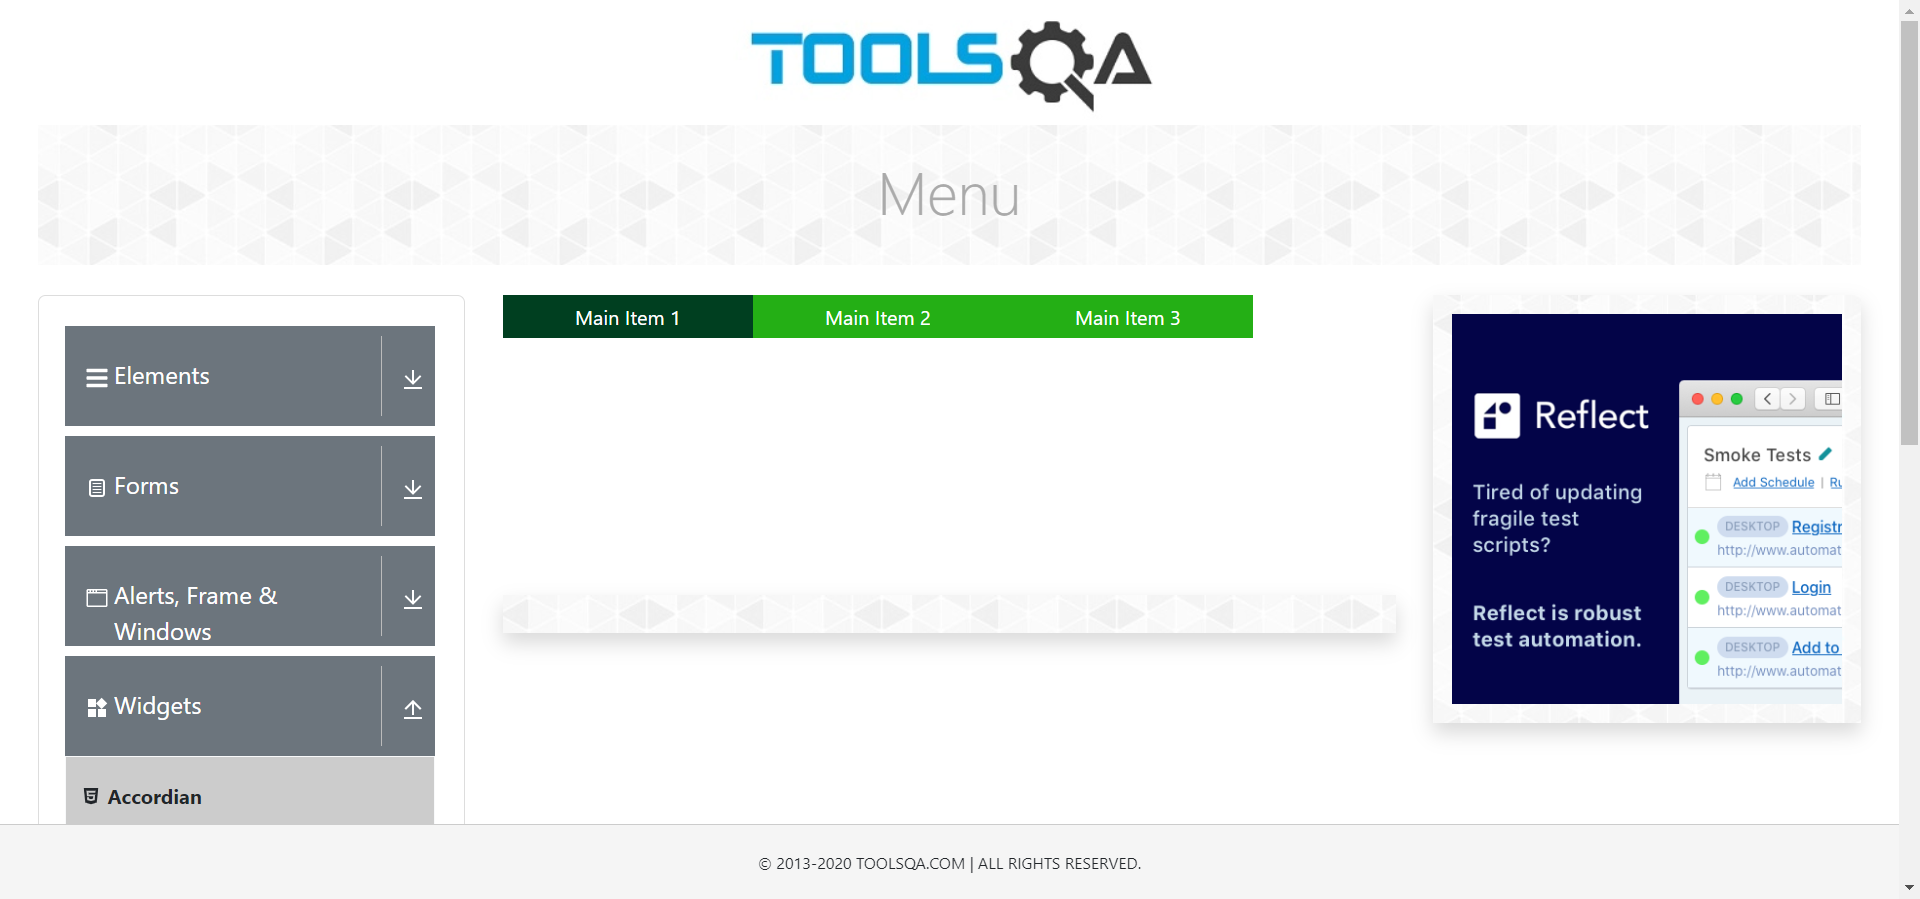 TOOLSQA
Menu
Main Item 1
Main Item 2
Main Item 3
Elements
Forms
Alerts, Frame &
Windows
Widgets
Accordian
Reflect
Tired of updating
fragile test
scripts?
Reflect is robust
test automation.
Smoke Tests
Add Schedule | Ru
DESKTOP Registr
http://www.automat
DESKTOP Login
http://www.automat
DESKTOP Add to
http://www.automat
© 2013-2020 TOOLSQA.COM | ALL RIGHTS RESERVED.